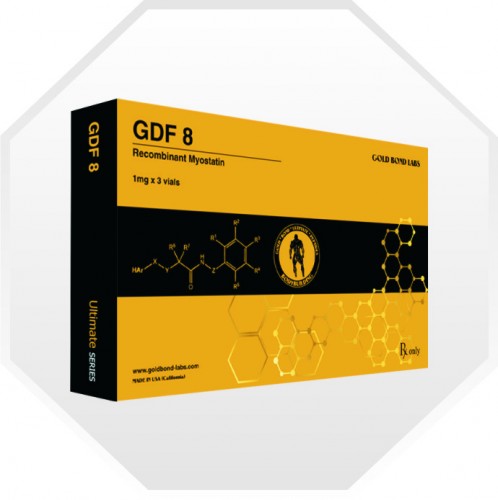 GDF 8
Recombinant Myostatin
1mg x 3 vials
GOLD BOND LABS
GDF 8
Ultimate SERIES
BODYBUILDING
www.goldbond-labs.com
MADE IN USA (California)
Rx only